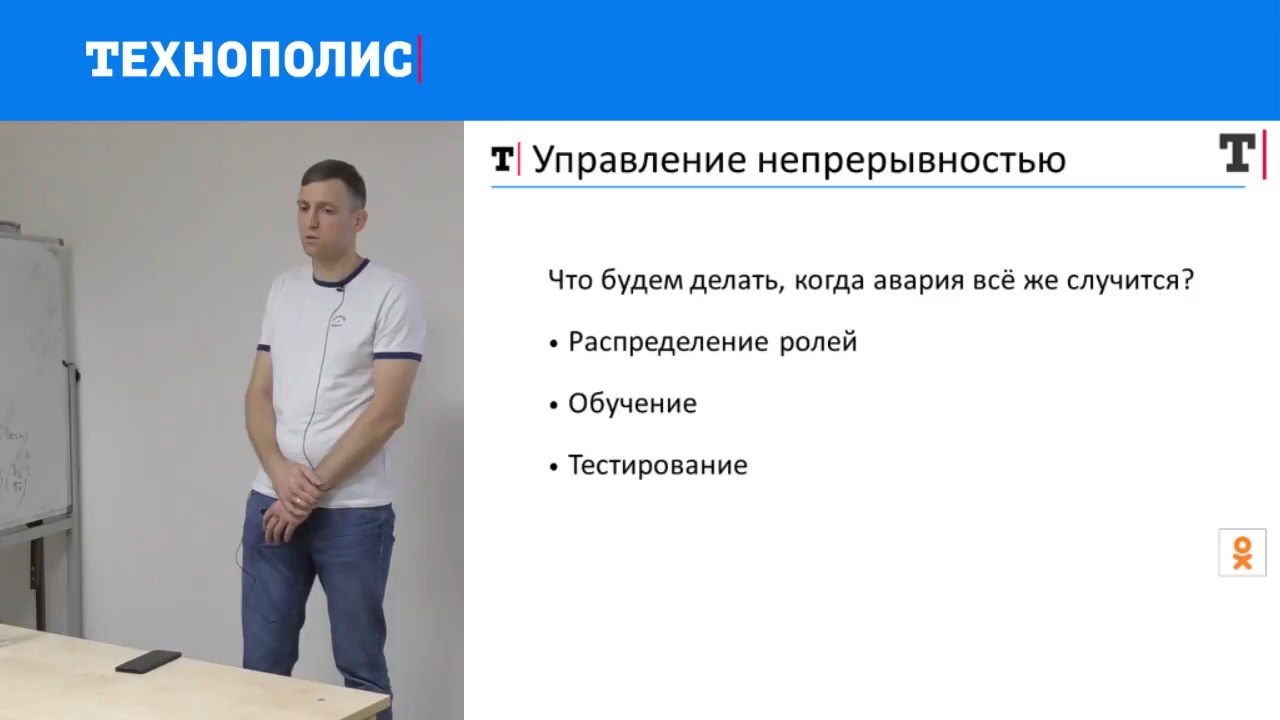 ТЕХНОПОЛИС
Т Управление непрерывностью
Т
Что будем делать, когда авария всё же случится?
• Распределение ролей
• Обучение
• Тестирование